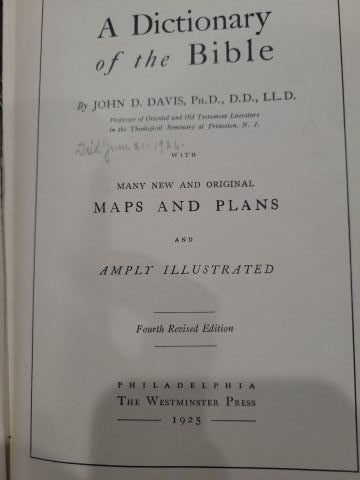 A Dictionary
of the Bible
By JOHN D. DAVIS, PH.D., D.D., LL.D.
Professor of Oriental and Old Testament Literature
in the Theological Seminary at Princeton, N. J.
Died June 21-1926.
WITH
MANY NEW AND ORIGINAL
MAPS AND PLANS
AND
AMPLY ILLUSTRATED
Fourth Revised Edition
PHILADELPHIA
THE WESTMINSTER PRESS
1925